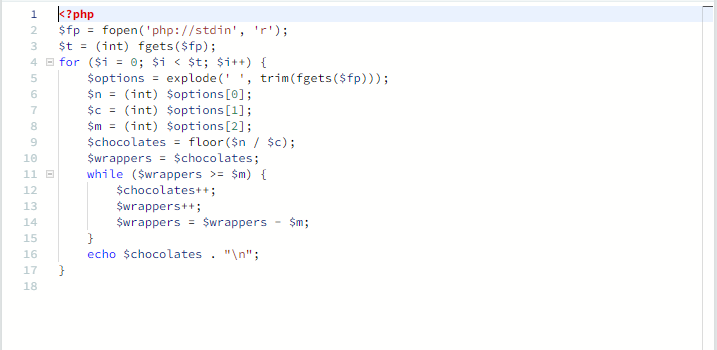 1 <?php
2 $fp = fopen('php://stdin', 'r');
3 $t = (int) fgets($fp);
4 for ($i = 0; $i < $t; $i++) {
5     $options = explode(' ', trim(fgets($fp)));
6     $n = (int) $options[0];
7     $c = (int) $options[1];
8     $m = (int) $options[2];
9     $chocolates = floor($n / $c);
10     $wrappers = $chocolates;
11     while ($wrappers >= $m) {
12         $chocolates++;
13         $wrappers++;
14         $wrappers = $wrappers - $m;
15     }
16     echo $chocolates . "\n";
17 }
18